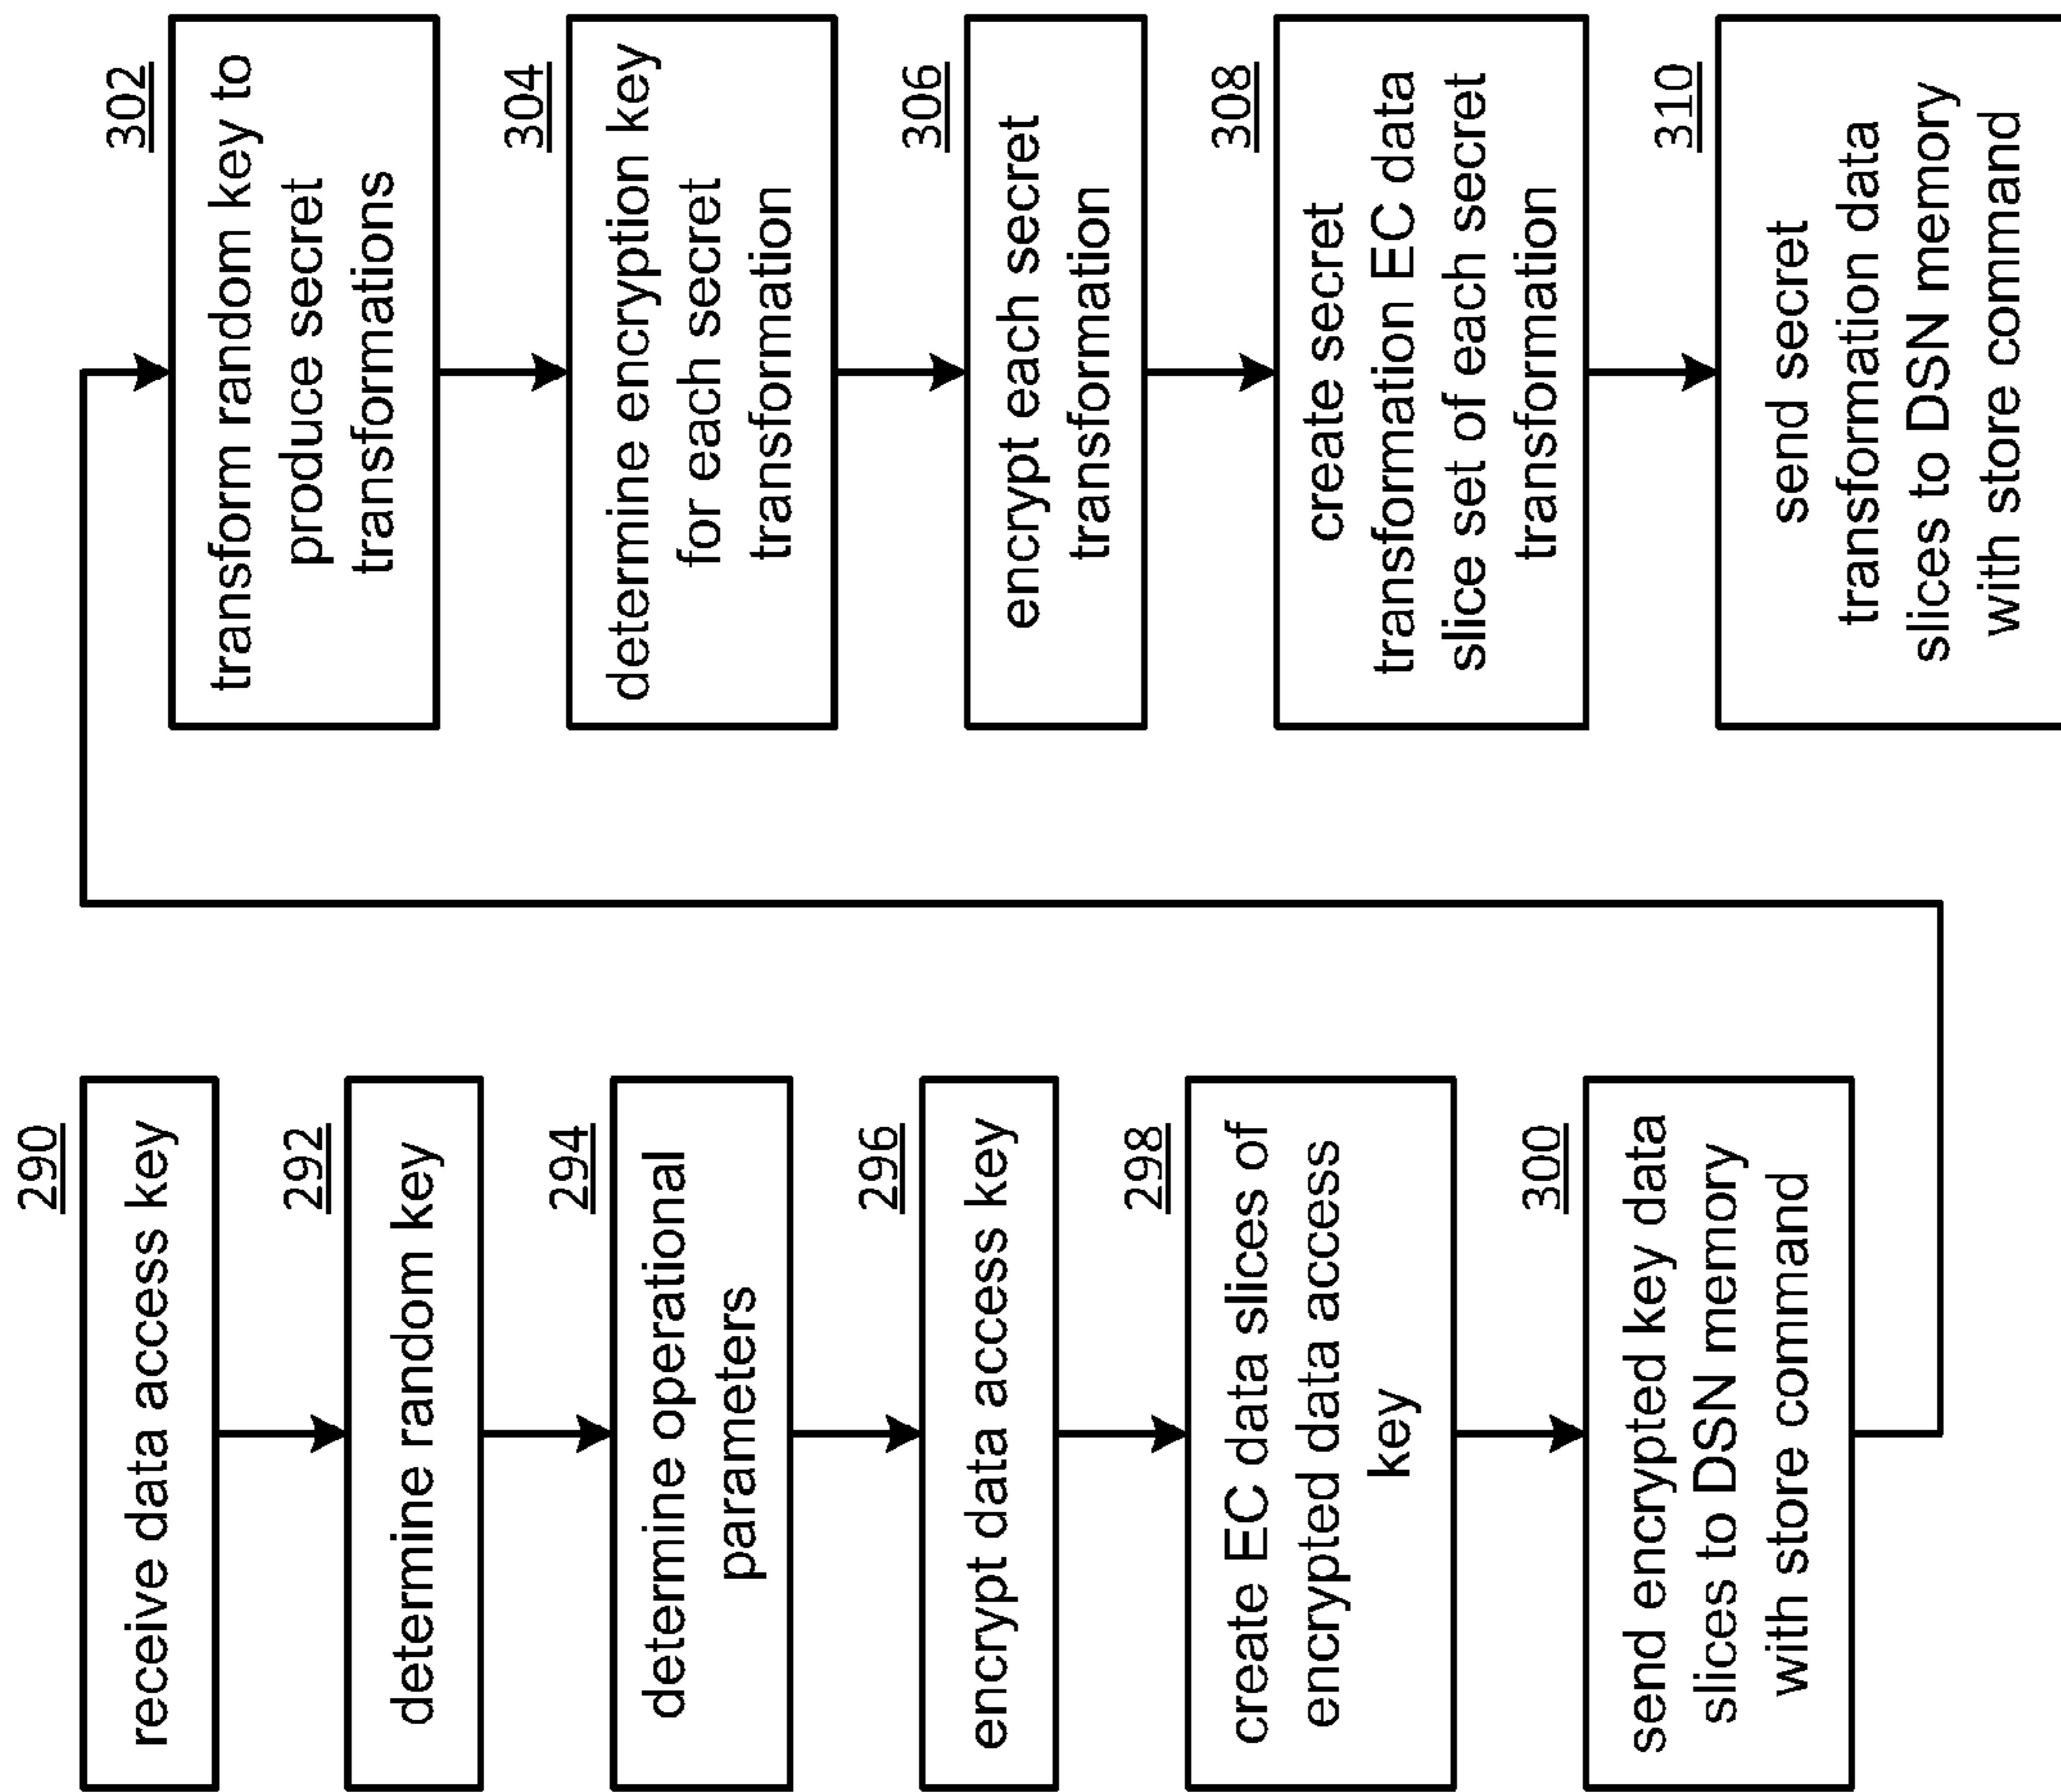 290
receive data access key
292
determine random key
294
determine operational
parameters
296
encrypt data access key
298
create EC data slices of
encrypted data access
key
300
send encrypted key data
slices to DSN memory
with store command
302
transform random key to
produce secret
transformations
304
determine encryption key
for each secret
transformation
306
encrypt each secret
transformation
308
create secret
transformation EC data
slice set of each secret
transformation
310
send secret
transformation data
slices to DSN memory
with store command